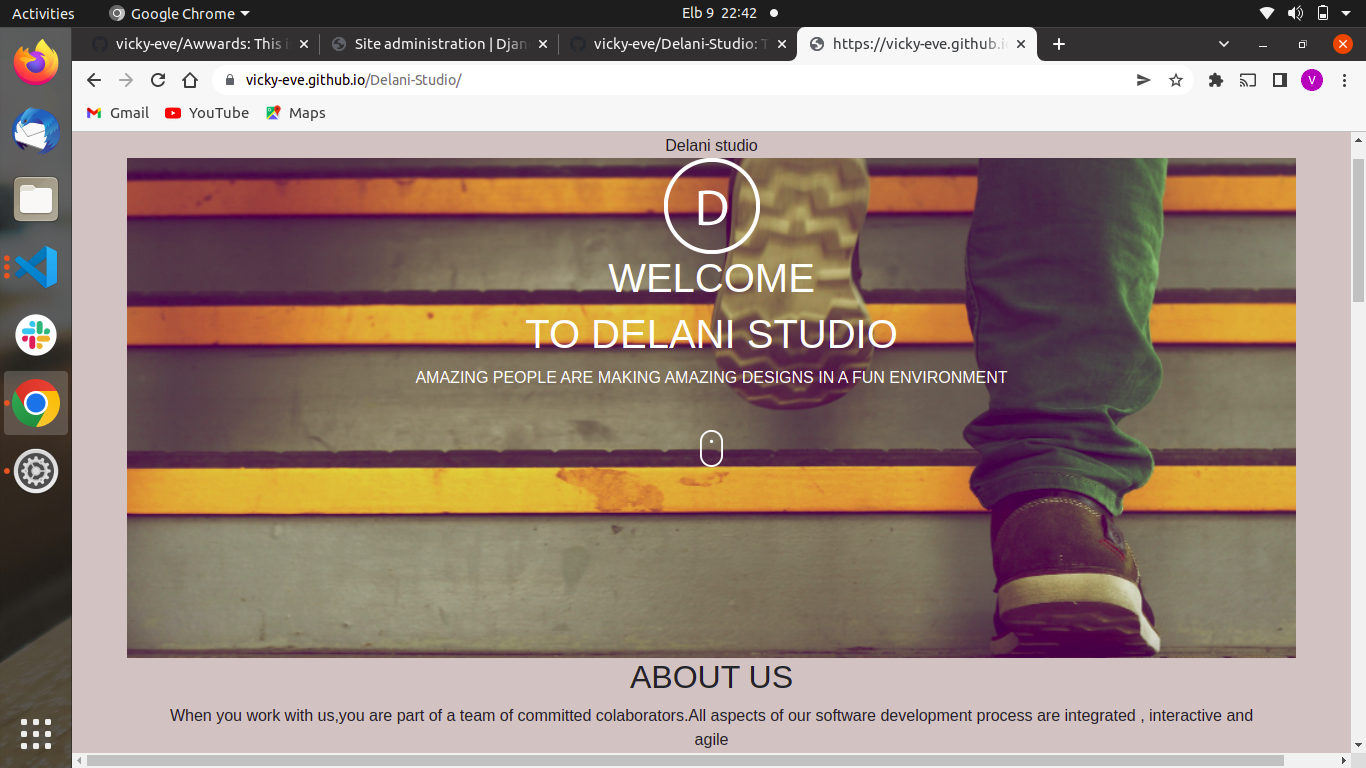 Activities
Google Chrome
Elb 9 22:42
vicky-eve/Awwards: This i
Site administration | Djan
vicky-eve/Delani-Studio: T
https://vicky-eve.github.i
vicky-eve.github.io/Delani-Studio/
V
Gmail
YouTube
Maps
Delani studio
D
WELCOME
TO DELANI STUDIO
AMAZING PEOPLE ARE MAKING AMAZING DESIGNS IN A FUN ENVIRONMENT
ABOUT US
When you work with us,you are part of a team of committed colaborators.All aspects of our software development process are integrated , interactive and
agile